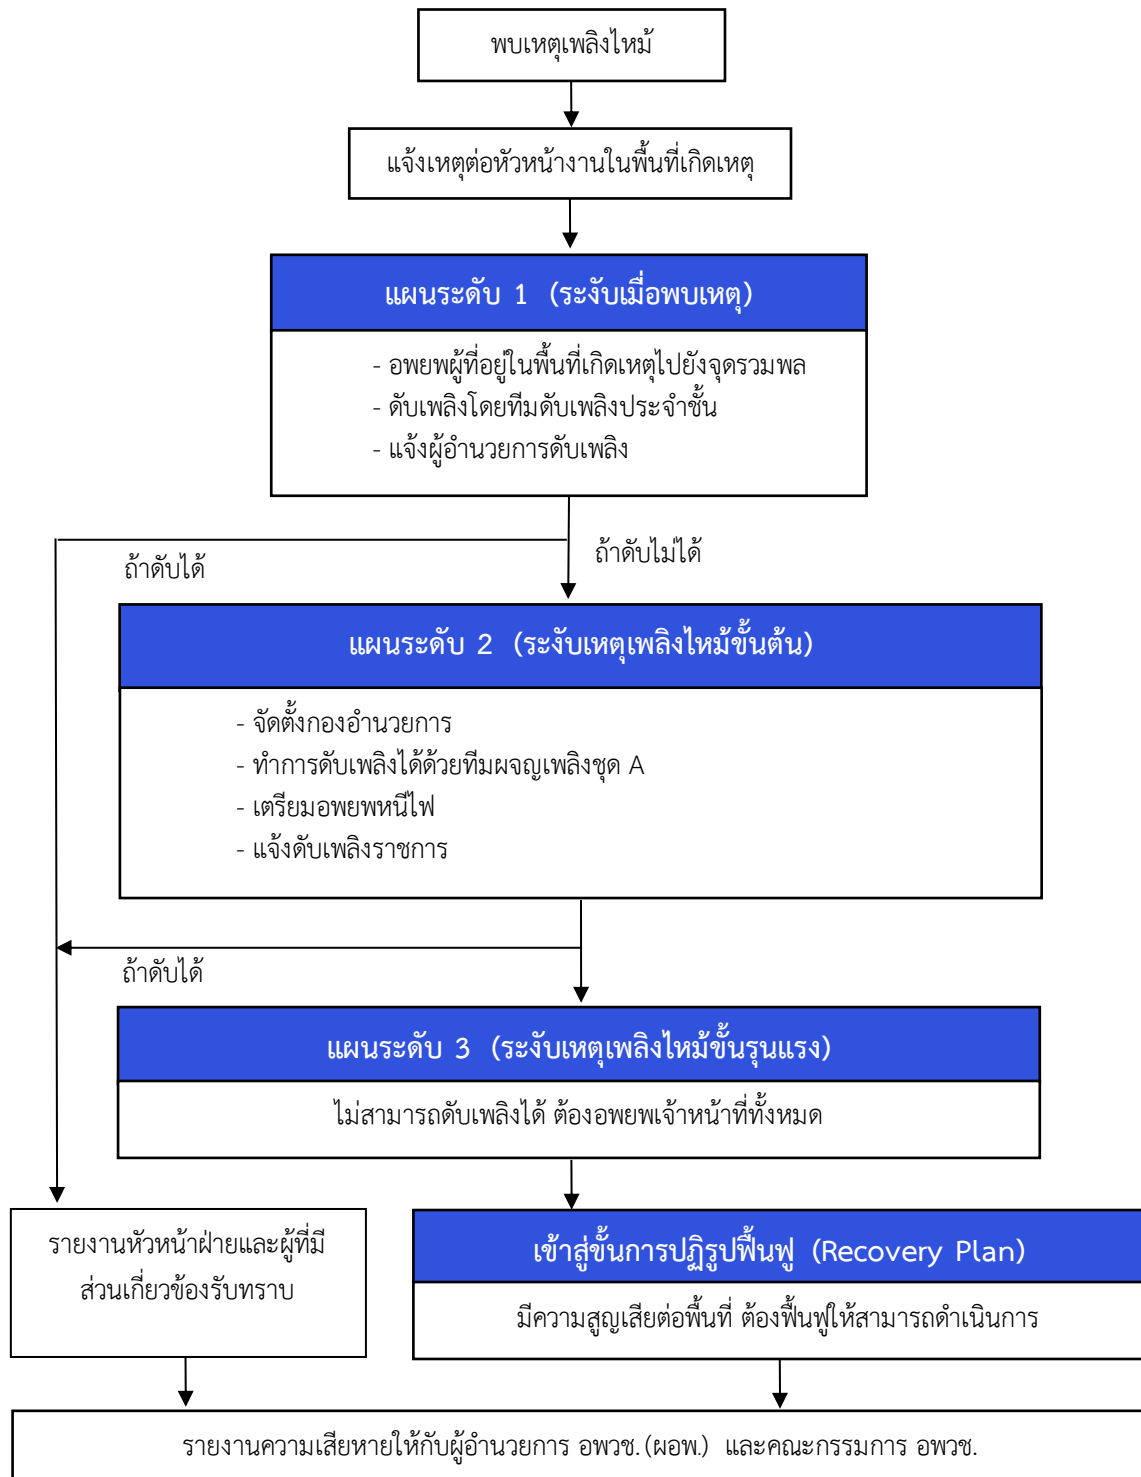 พบเหตุเพลิงไหม้
แจ้งเหตุต่อหัวหน้างานในพื้นที่เกิดเหตุ
แผนระดับ 1 (ระงับเมื่อพบเหตุ)
- อพยพผู้ที่อยู่ในพื้นที่เกิดเหตุไปยังจุดรวมพล
- ดับเพลิงโดยทีมดับเพลิงประจำชั้น
- แจ้งผู้อำนวยการดับเพลิง
ถ้าดับไม่ได้
ถ้าดับได้
แผนระดับ 2 (ระงับเหตุเพลิงไหม้ขั้นต้น)
- จัดตั้งกองอำนวยการ
- ทำการดับเพลิงได้ด้วยทีมผจญเพลิงชุด A
- เตรียมอพยพหนีไฟ
- แจ้งดับเพลิงราชการ
ถ้าดับได้
แผนระดับ 3 (ระงับเหตุเพลิงไหม้ขั้นรุนแรง)
ไม่สามารถดับเพลิงได้ ต้องอพยพเจ้าหน้าที่ทั้งหมด
รายงานหัวหน้าฝ่ายและผู้ที่มี
ส่วนเกี่ยวข้องรับทราบ
เข้าสู่ขั้นการปฏิรูปฟื้นฟู (Recovery Plan)
มีความสูญเสียต่อพื้นที่ ต้องฟื้นฟูให้สามารถดำเนินการ
รายงานความเสียหายให้กับผู้อำนวยการ อพวช. (ผอพ.) และคณะกรรมการ อพวช.